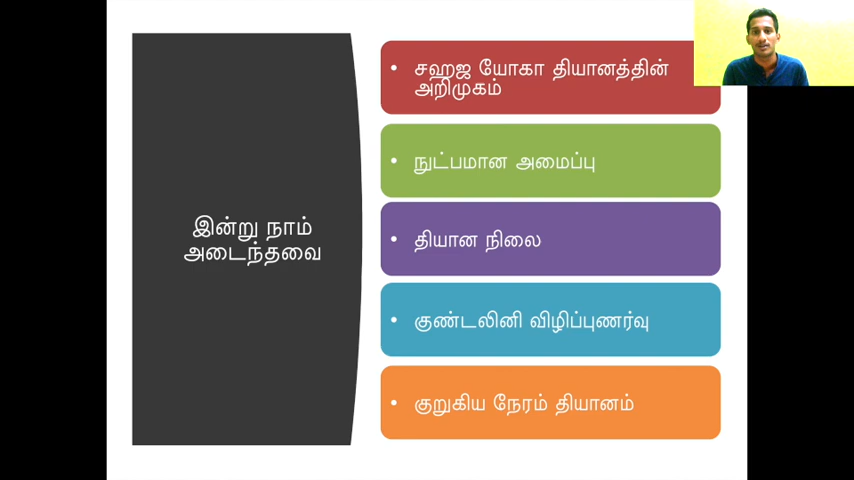 இன்று நாம்
அடைந்தவை
• சஹஜ யோகா தியானத்தின்
அறிமுகம்
• நுட்பமான அமைப்பு
• தியான நிலை
• குண்டலினி விழிப்புணர்வு
• குறுகிய நேரம் தியானம்